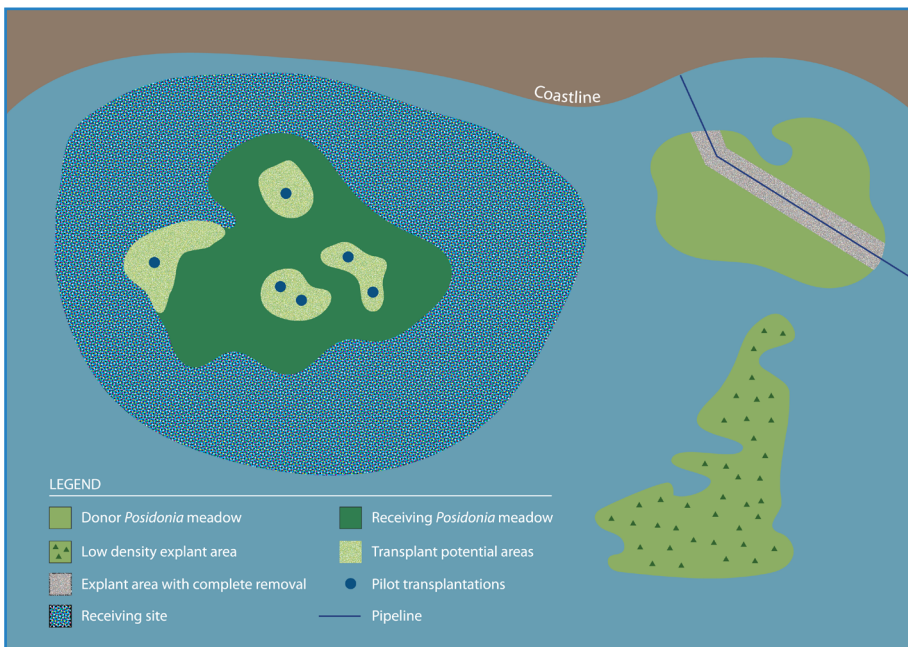 Coastline
LEGEND
Donor Posidonia meadow
Receiving Posidonia meadow
Low density explant area
Transplant potential areas
Explant area with complete removal
Pilot transplantations
Receiving site
Pipeline